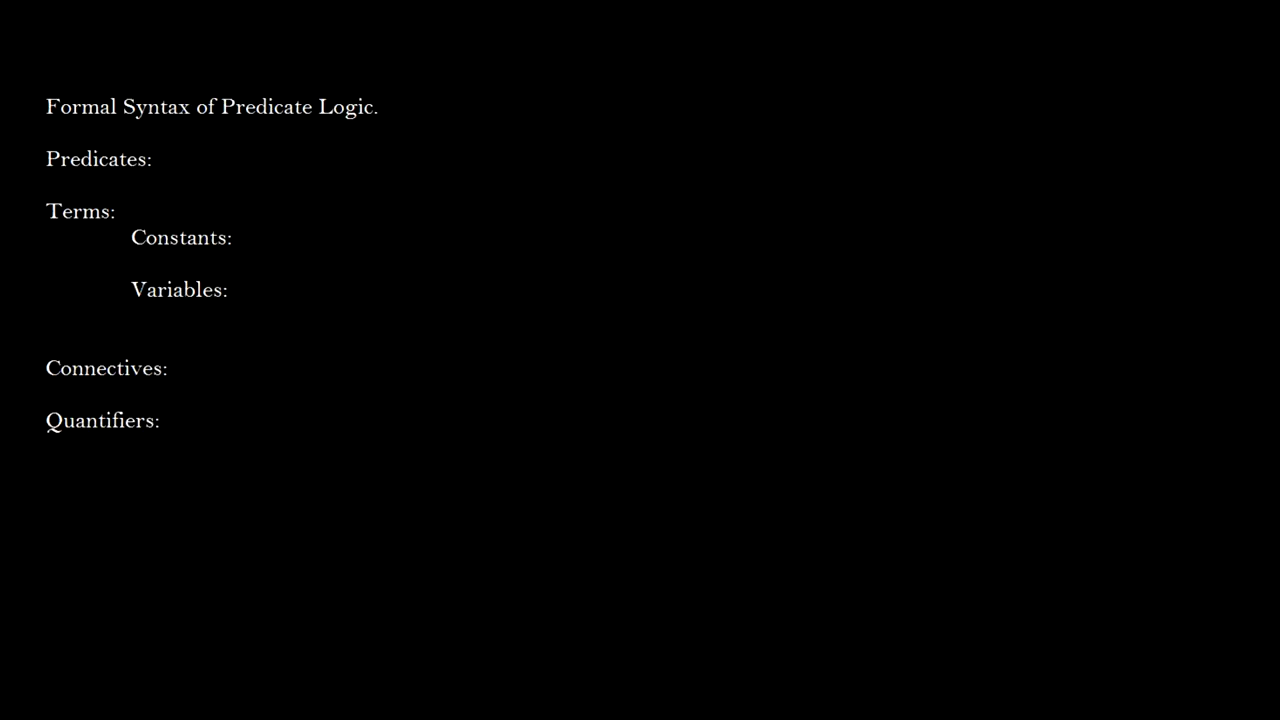 Formal Syntax of Predicate Logic.
Predicates:
Terms:
Constants:
Variables:
Connectives:
Quantifiers: